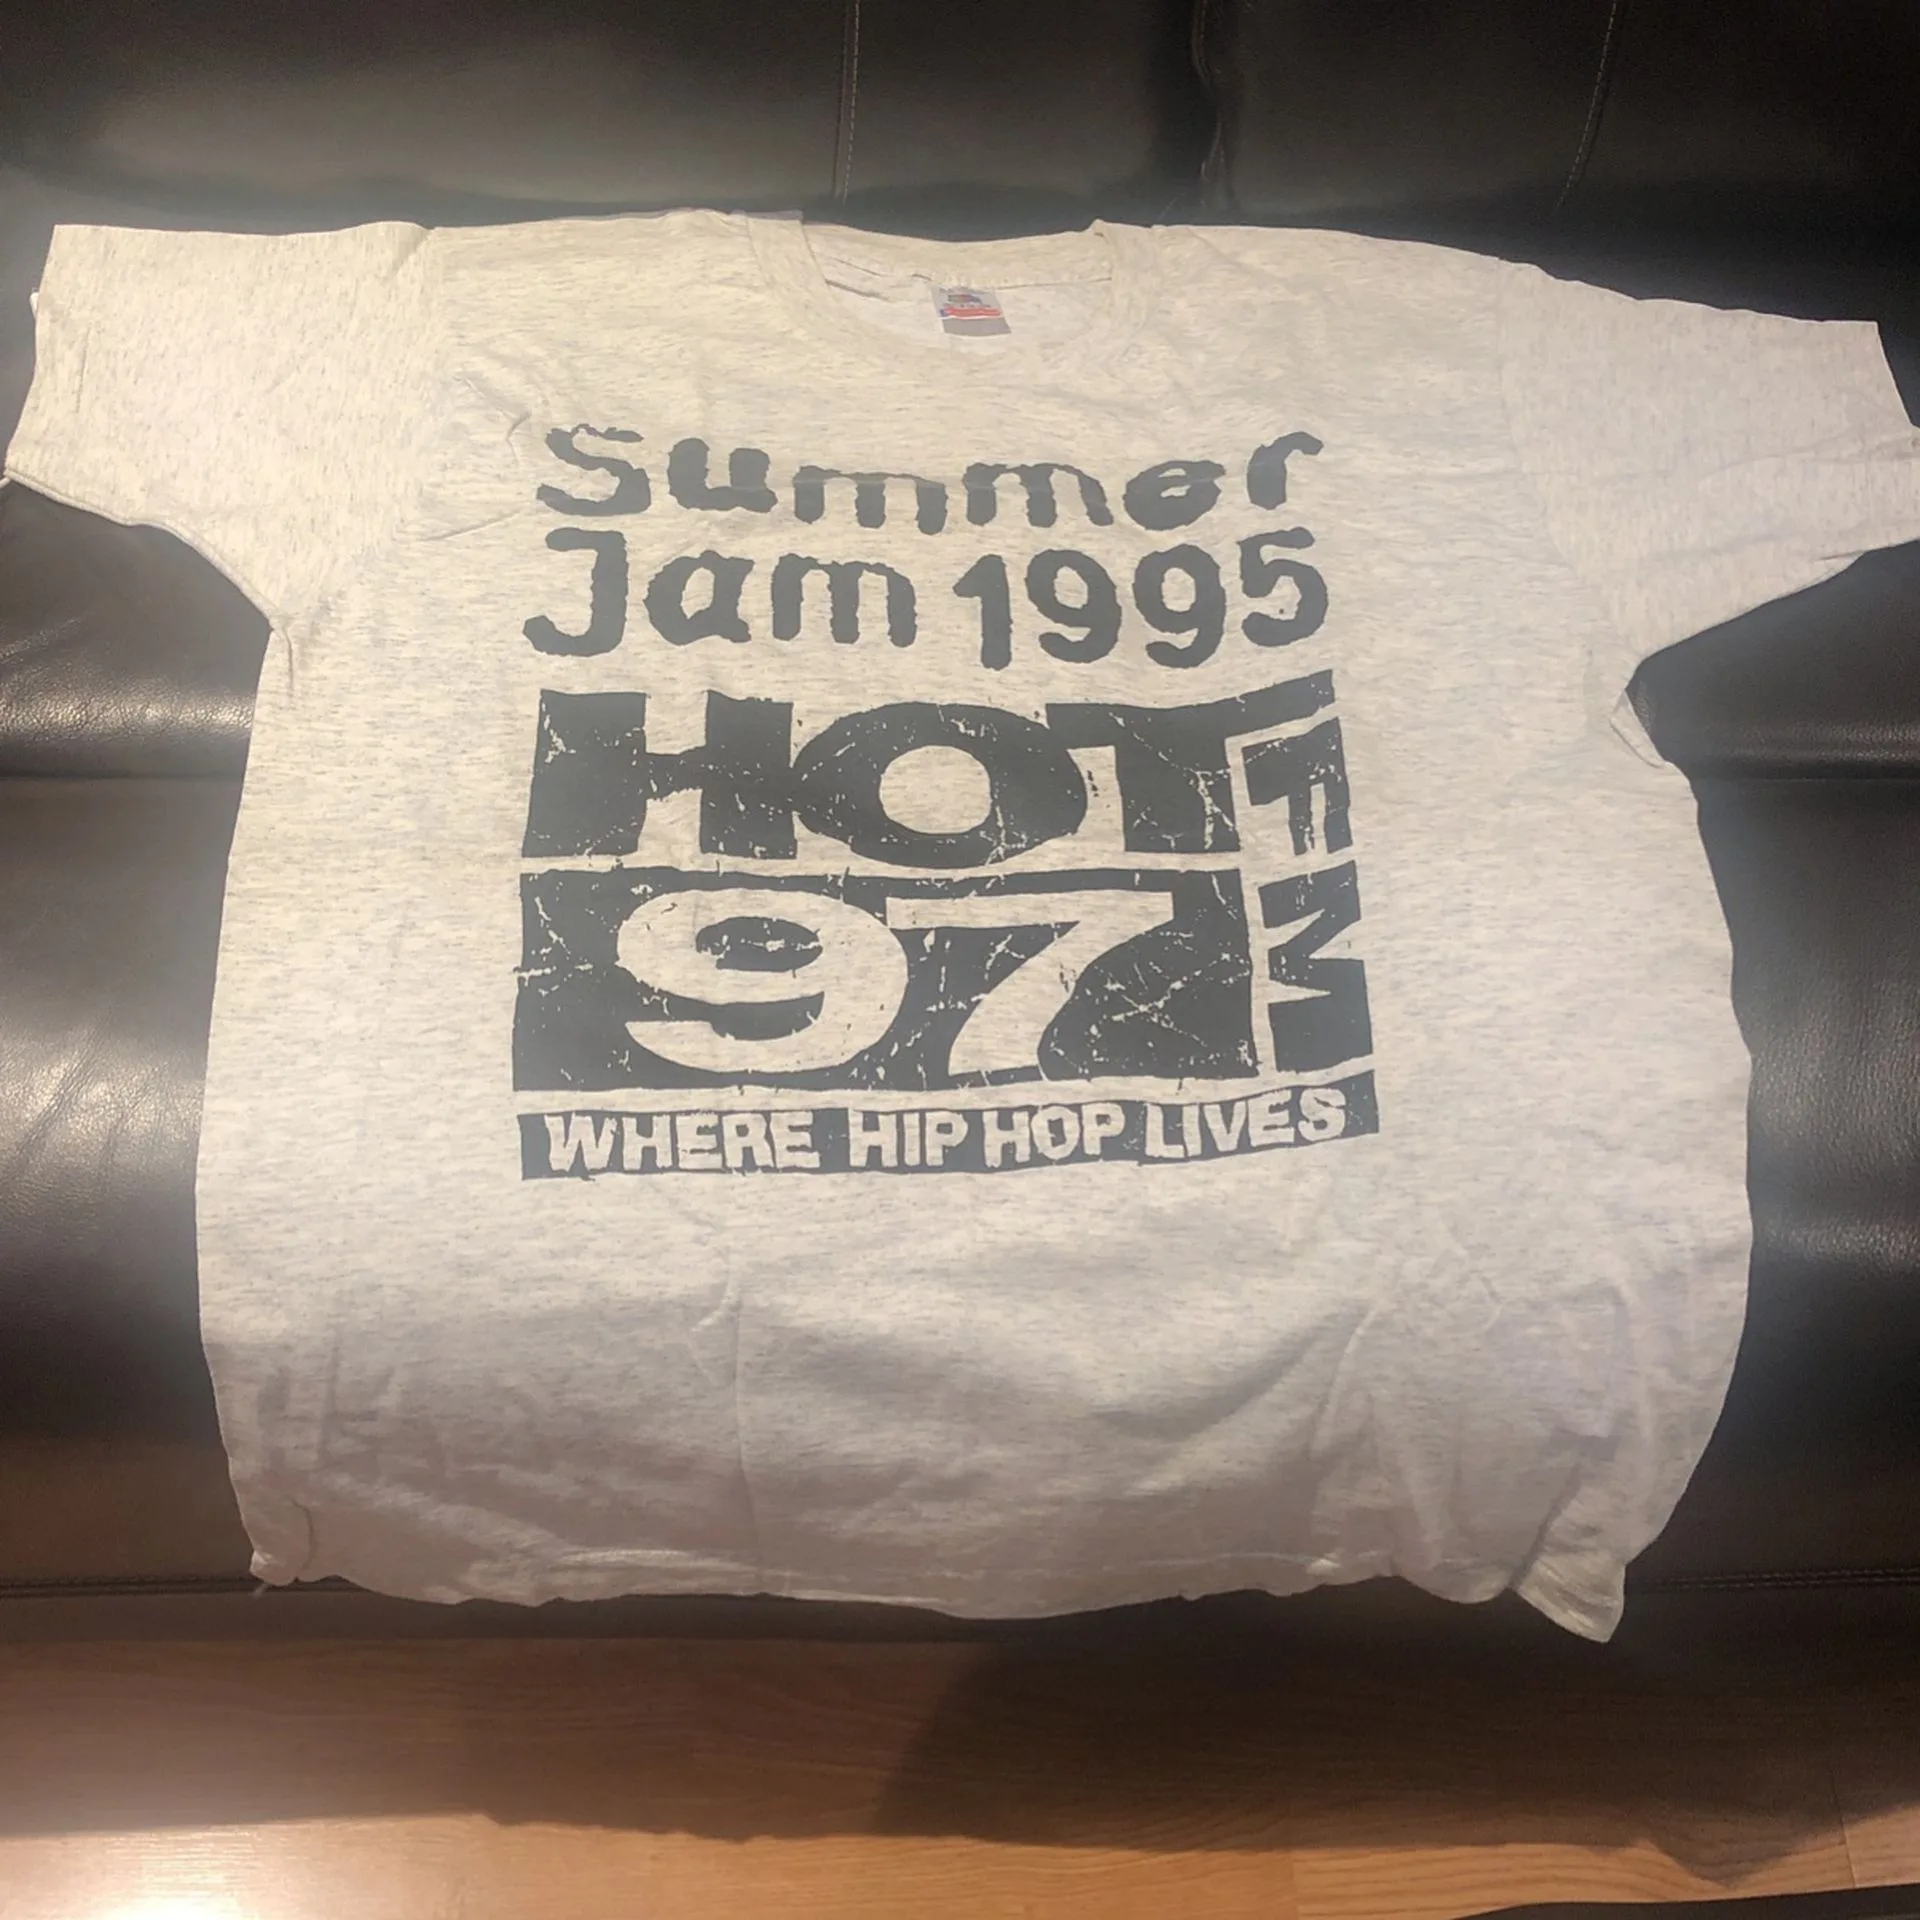 Summer
Jam 1995
HOT
FM
97
WHERE HIP HOP LIVES